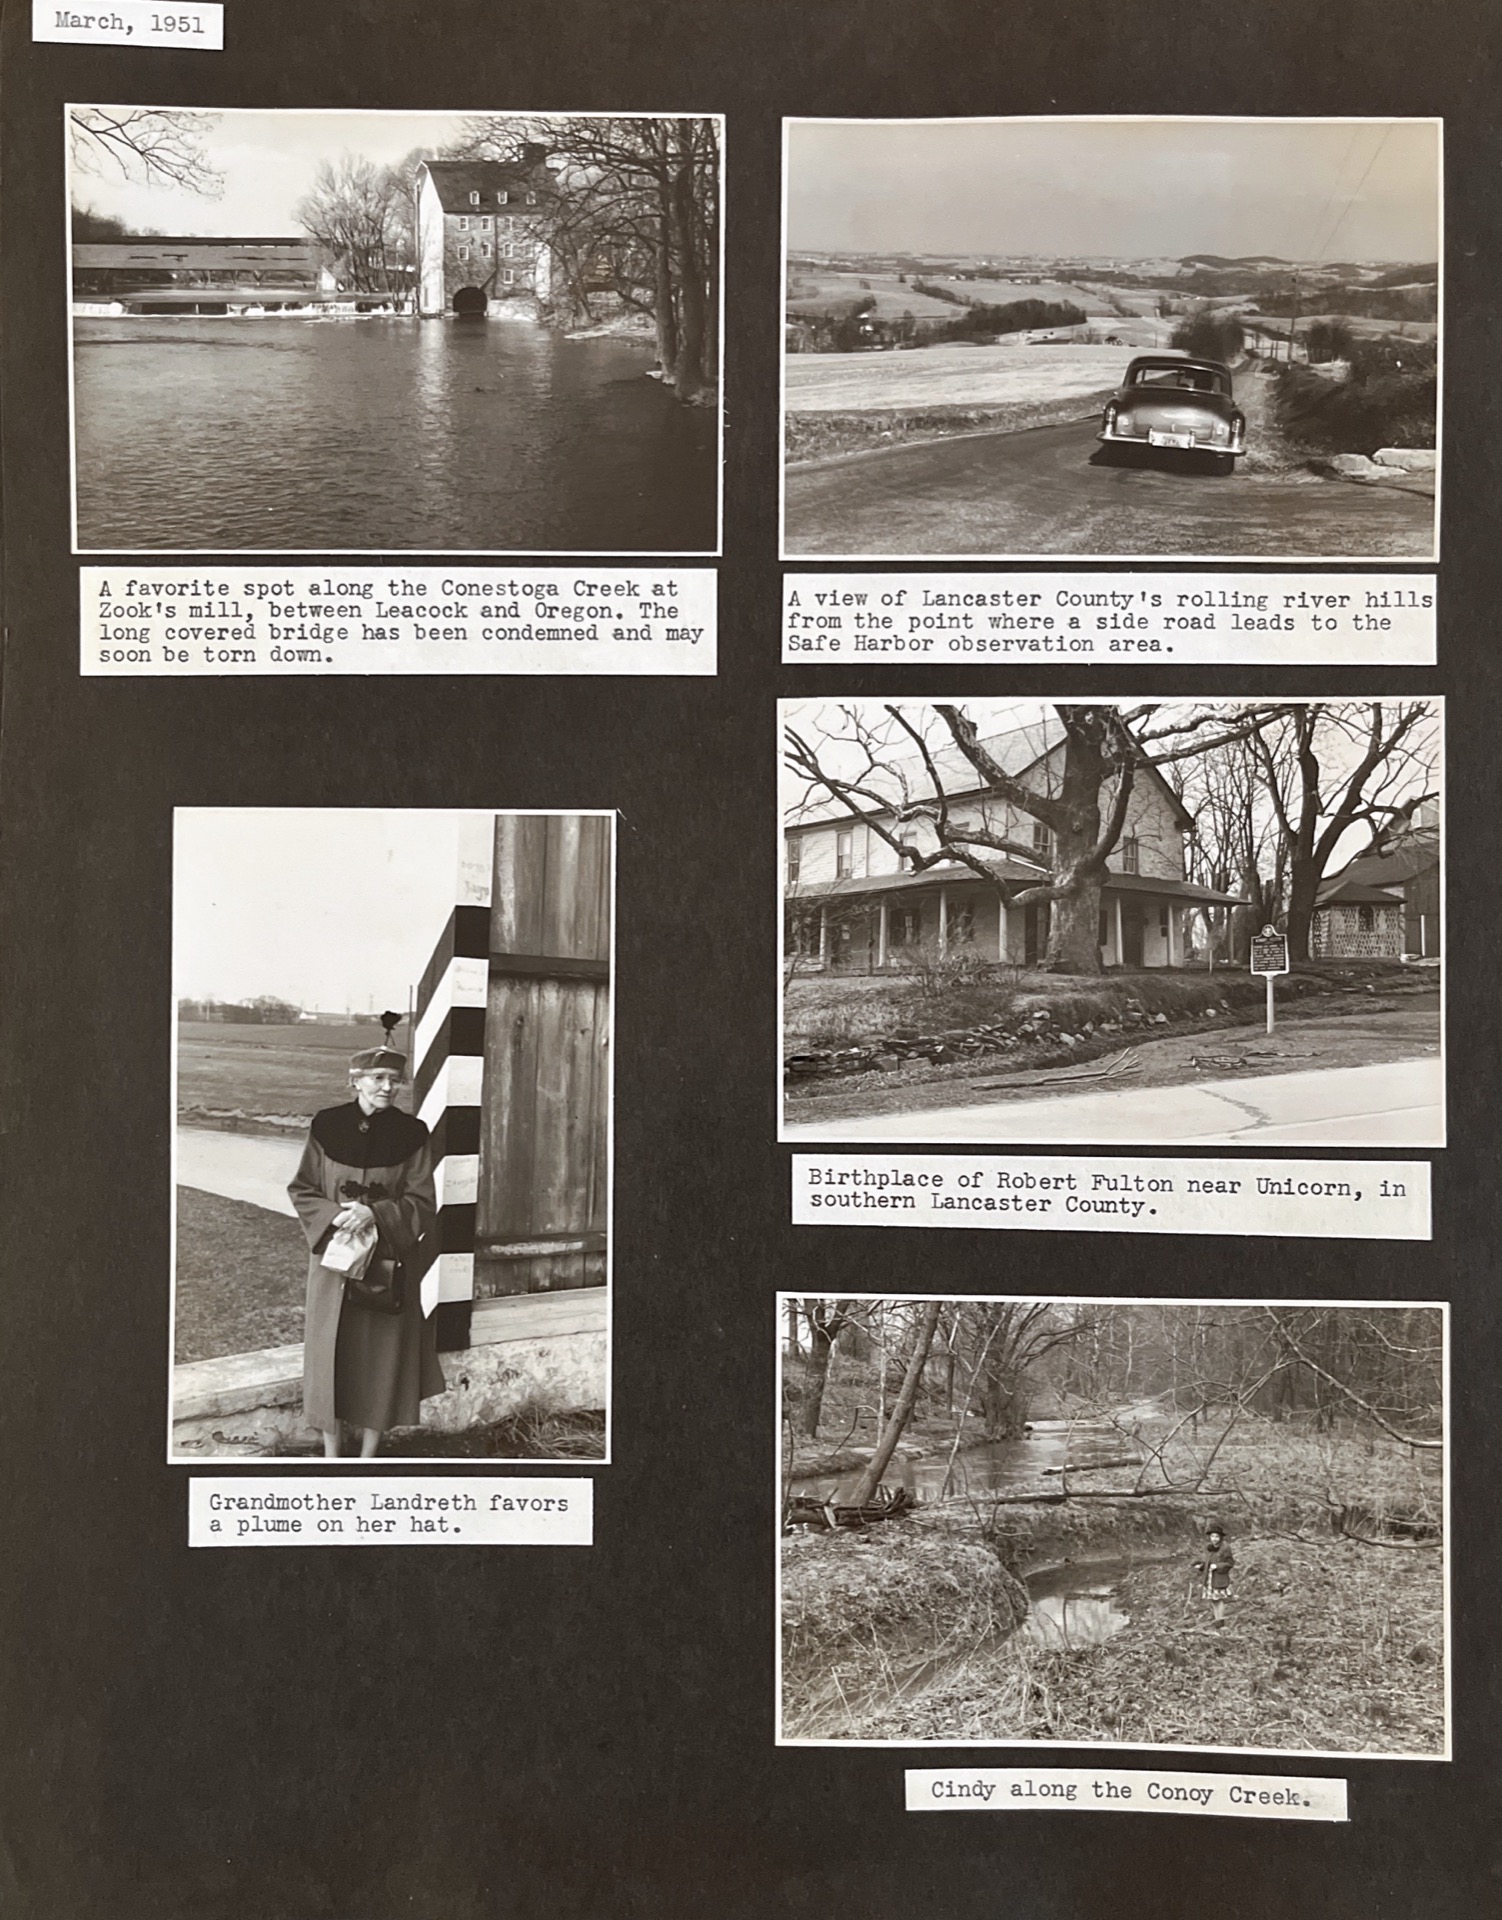 March, 1951
A favorite spot along the Conestoga Creek at
Zook's mill, between Leacock and Oregon. The
long covered bridge has been condemned and may
soon be torn down.
A view of Lancaster County's rolling river hills
from the point where a side road leads to the
Safe Harbor observation area.
Birthplace of Robert Fulton near Unicorn, in
southern Lancaster County.
Grandmother Landreth favors
a plume on her hat.
Cindy along the Conoy Creek.